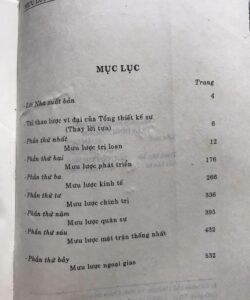 MỤC LỤC
Trang
- Lời Nhà xuất bản 4
- Tài thao lược vĩ đại của Tổng thiết kế sư 6
(Thay lời tựa)
- Phần thứ nhất 12
Mưu lược trị loạn
- Phần thứ hai 176
Mưu lược phát triển
- Phần thứ ba 266
Mưu lược kinh tế
- Phần thứ tư 336
Mưu lược chính trị
- Phần thứ năm 395
Mưu lược quân sự
- Phần thứ sáu 432
Mưu lược mặt trận thống nhất
- Phần thứ bảy 532
Mưu lược ngoại giao